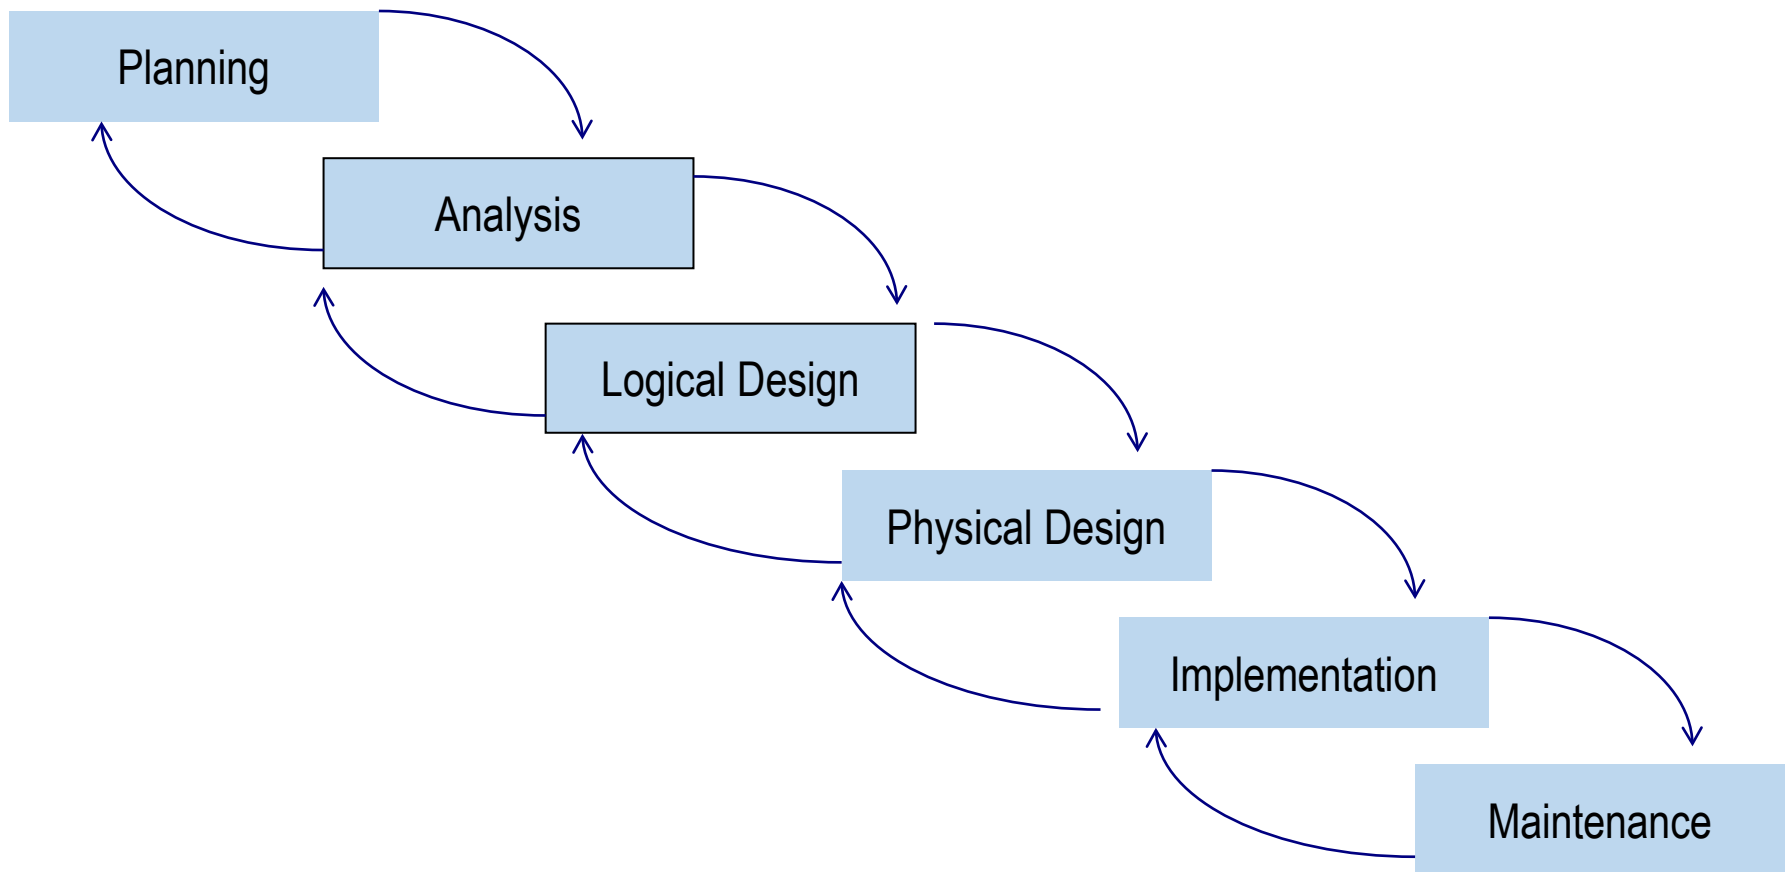 Planning
Analysis
Logical Design
Physical Design
Implementation
Maintenance